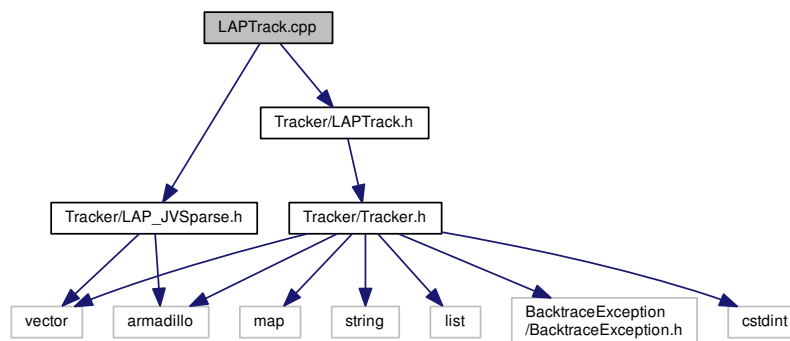 LAPTrack.cpp
Tracker/LAPTrack.h
Tracker/LAP_JVSparse.h
Tracker/Tracker.h
vector
armadillo
map
string
list
BacktraceException
/BacktraceException.h
cstdint